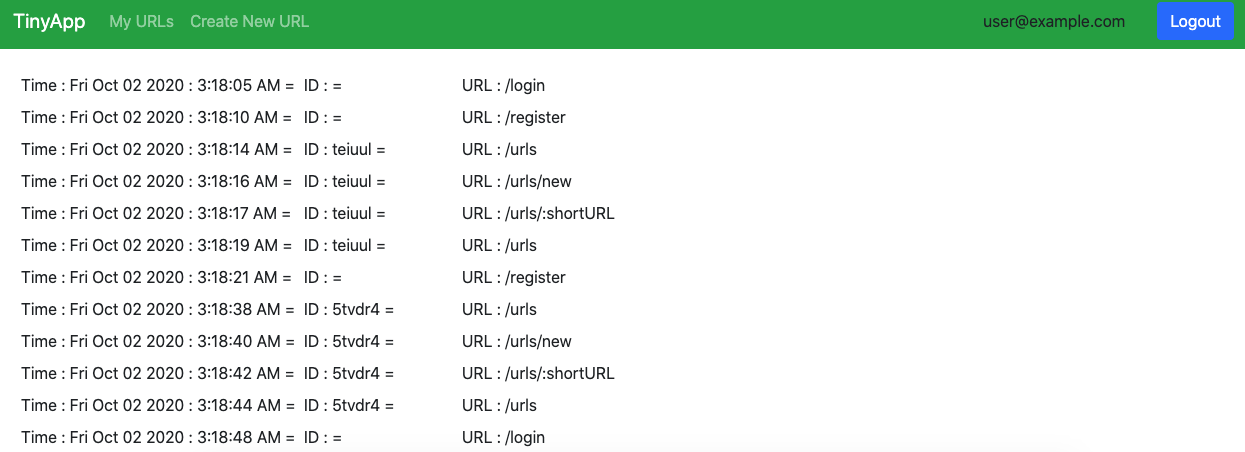 TinyApp My URLs Create New URL user@example.com Logout
Time : Fri Oct 02 2020 : 3:18:05 AM = ID : = URL : /login
Time : Fri Oct 02 2020 : 3:18:10 AM = ID : = URL : /register
Time : Fri Oct 02 2020 : 3:18:14 AM = ID : teiuul = URL : /urls
Time : Fri Oct 02 2020 : 3:18:16 AM = ID : teiuul = URL : /urls/new
Time : Fri Oct 02 2020 : 3:18:17 AM = ID : teiuul = URL : /urls/:shortURL
Time : Fri Oct 02 2020 : 3:18:19 AM = ID : teiuul = URL : /urls
Time : Fri Oct 02 2020 : 3:18:21 AM = ID : = URL : /register
Time : Fri Oct 02 2020 : 3:18:38 AM = ID : 5tvdr4 = URL : /urls
Time : Fri Oct 02 2020 : 3:18:40 AM = ID : 5tvdr4 = URL : /urls/new
Time : Fri Oct 02 2020 : 3:18:42 AM = ID : 5tvdr4 = URL : /urls/:shortURL
Time : Fri Oct 02 2020 : 3:18:44 AM = ID : 5tvdr4 = URL : /urls
Time : Fri Oct 02 2020 : 3:18:48 AM = ID : = URL : /login